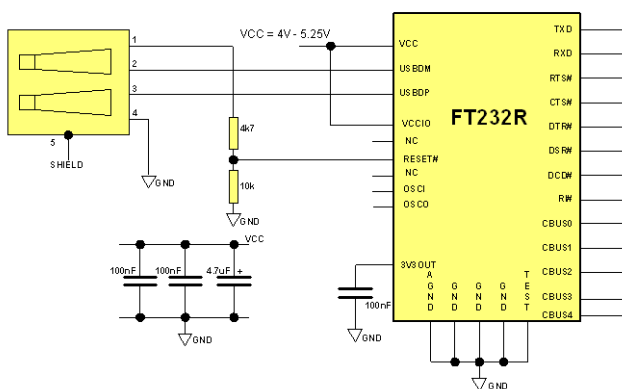 1
2
3
4
5
SHIELD
GND
4k7
10k
GND
VCC = 4V - 5.25V
VCC
100nF
100nF
4.7uF +
GND
FT232R
VCC
USBDM
USBDP
VCCIO
NC
RESET#
NC
OSCI
OSCO
3V3OUT
100nF
GND
AGND
GND
GND
GND
TEST
GND
TXD
RXD
RTS#
CTS#
DTR#
DSR#
DCD#
RI#
CBUS0
CBUS1
CBUS2
CBUS3
CBUS4